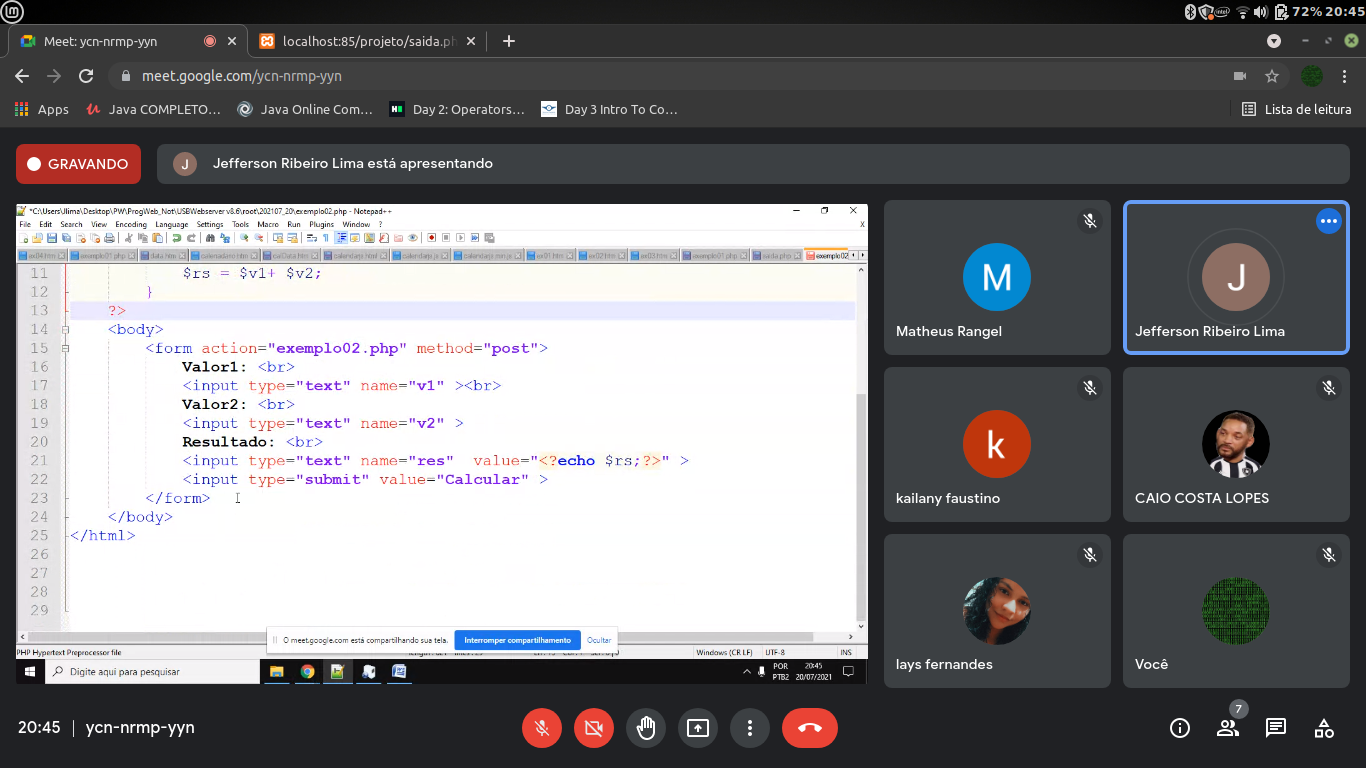 72% 20:45
Meet: ycn-nrmp-yyn
localhost:85/projeto/saida.ph
meet.google.com/ycn-nrmp-yyn
Apps
Java COMPLETO…
Java Online Com…
Day 2: Operators…
Day 3 Intro To Co…
Lista de leitura
GRAVANDO
J
Jefferson Ribeiro Lima está apresentando
*C:\Users\Jlima\Desktop\PW\ProgWeb_Not\USBWebserver v8.6\root\202107_20\exemplo02.php - Notepad++
File Edit Search View Encoding Language Settings Tools Macro Run Plugins Window ?
X
11 $rs = $v1+ $v2;
12 }
13 ?>
14 <body>
15 <form action="exemplo02.php" method="post">
16 Valor1: <br>
17 <input type="text" name="v1" ><br>
18 Valor2: <br>
19 <input type="text" name="v2" >
20 Resultado: <br>
21 <input type="text" name="res"  value="<?echo $rs;?>" >
22 <input type="submit" value="Calcular" >
23 </form>
24 </body>
25 </html>
26
27
28
29
O meet.google.com está compartilhando sua tela.
Interromper compartilhamento
Ocultar
PHP Hypertext Preprocessor file
Windows (CR LF)
UTF-8
INS
Digite aqui para pesquisar
POR
PTB2
20:45
20/07/2021
M
Matheus Rangel
J
Jefferson Ribeiro Lima
k
kailany faustino
CAIO COSTA LOPES
lays fernandes
Você
20:45 | ycn-nrmp-yyn
7